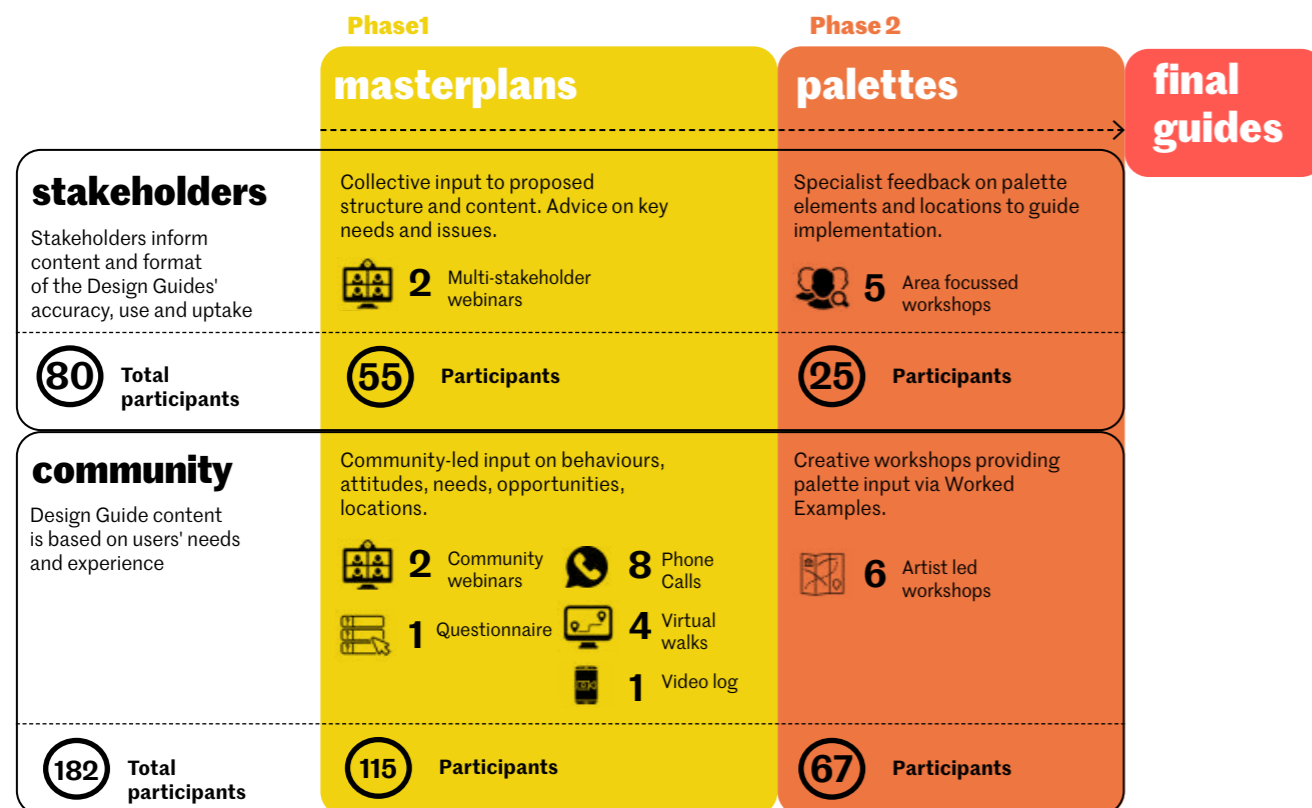 Phase1
Phase 2
masterplans
palettes
final
guides
stakeholders
Stakeholders inform
content and format
of the Design Guides'
accuracy, use and uptake
Collective input to proposed
structure and content. Advice on key
needs and issues.
2 Multi-stakeholder
webinars
Specialist feedback on palette
elements and locations to guide
implementation.
5 Area focussed
workshops
80 Total
participants
55 Participants
25 Participants
community
Design Guide content
is based on users' needs
and experience
Community-led input on behaviours,
attitudes, needs, opportunities,
locations.
2 Community
webinars
8 Phone
Calls
1 Questionnaire
4 Virtual
walks
1 Video log
Creative workshops providing
palette input via Worked
Examples.
6 Artist led
workshops
182 Total
participants
115 Participants
67 Participants